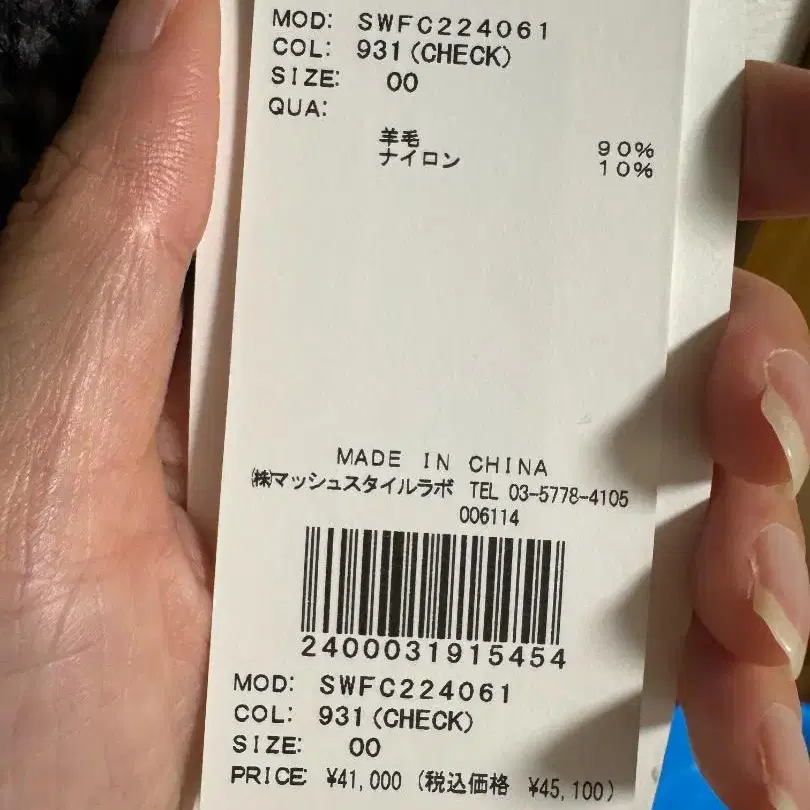 MOD: SWFC224061
COL: 931(CHECK)
SIZE: 00
QUA:
羊毛 90%
ナイロン 10%
MADE IN CHINA
㈱マッシュスタイルラボ TEL 03-5778-4105
006114
2400031915454
MOD: SWFC224061
COL: 931(CHECK)
SIZE: 00
PRICE: ¥41,000 (税込価格 ¥45,100)